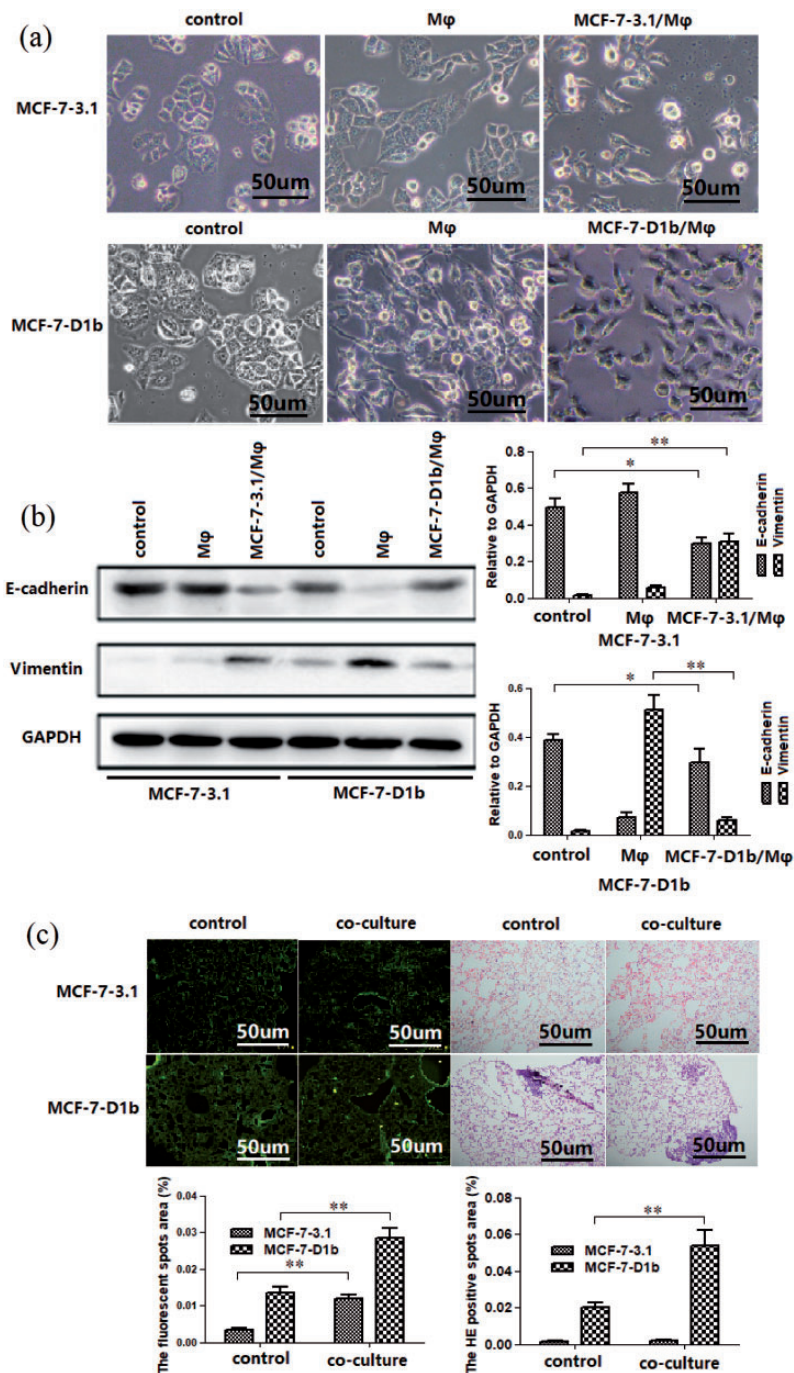 (a)
control Mφ MCF-7-3.1/Mφ
MCF-7-3.1
50um 50um 50um
control Mφ MCF-7-D1b/Mφ
MCF-7-D1b
50um 50um 50um
(b)
control Mφ MCF-7-3.1/Mφ control Mφ MCF-7-D1b/Mφ
E-cadherin
Vimentin
GAPDH
MCF-7-3.1 MCF-7-D1b
Relative to GAPDH
0.8
0.6
0.4
0.2
0.0
**
*
control Mφ MCF-7-3.1/Mφ
MCF-7-3.1
E-cadherin
Vimentin
Relative to GAPDH
0.6
0.4
0.2
0.0
* **
control Mφ MCF-7-D1b/Mφ
MCF-7-D1b
E-cadherin
Vimentin
(c)
control co-culture control co-culture
MCF-7-3.1
50um 50um 50um 50um
MCF-7-D1b
50um 50um 50um 50um
The fluorescent spots area (%)
0.04
0.03
0.02
0.01
0.00
**
MCF-7-3.1
MCF-7-D1b
**
control co-culture
The HE positive spots area (%)
0.08
0.06
0.04
0.02
0.00
**
MCF-7-3.1
MCF-7-D1b
control co-culture